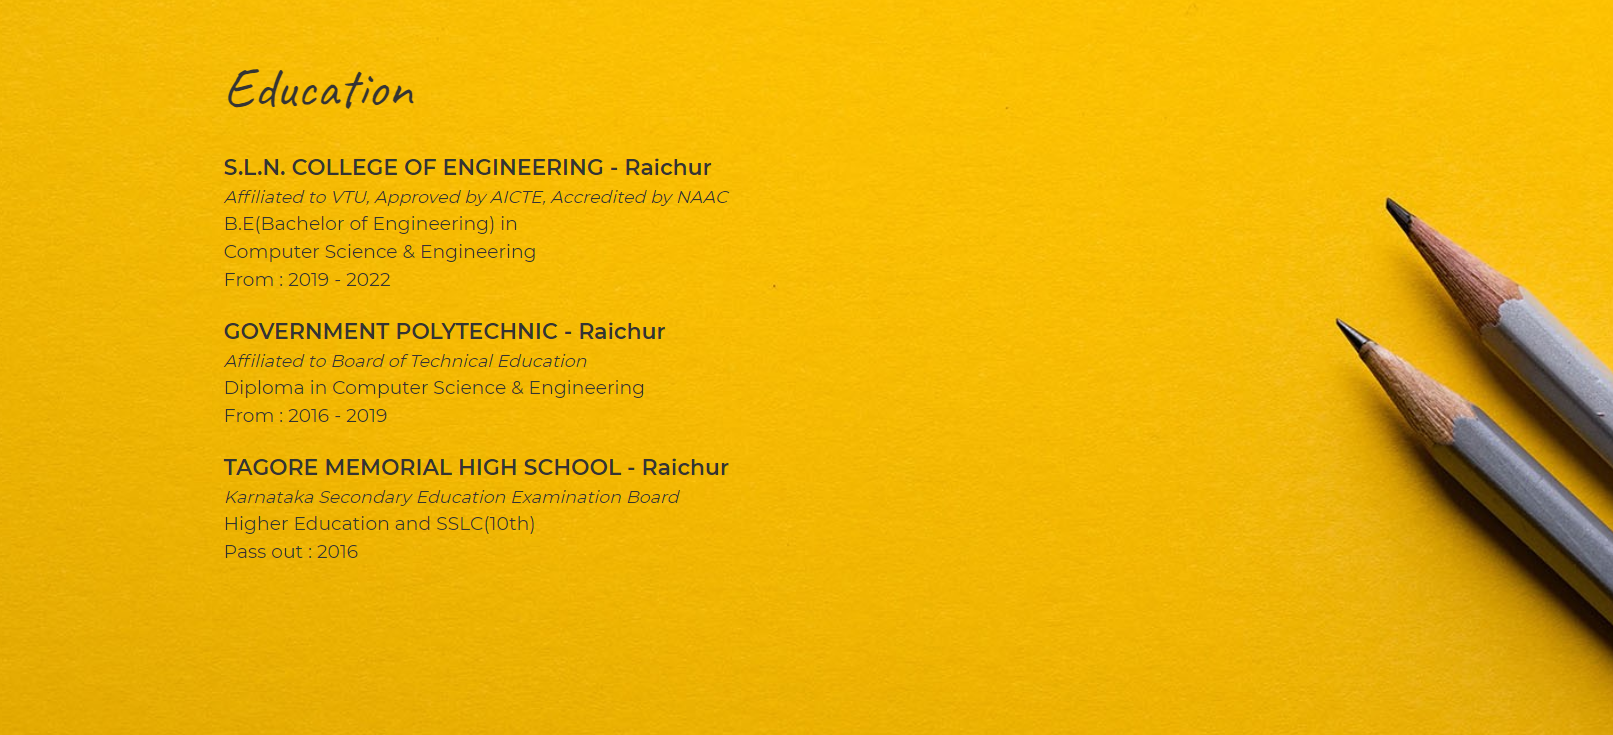 Education
S.L.N. COLLEGE OF ENGINEERING - Raichur
Affiliated to VTU, Approved by AICTE, Accredited by NAAC
B.E(Bachelor of Engineering) in
Computer Science & Engineering
From : 2019 - 2022
GOVERNMENT POLYTECHNIC - Raichur
Affiliated to Board of Technical Education
Diploma in Computer Science & Engineering
From : 2016 - 2019
TAGORE MEMORIAL HIGH SCHOOL - Raichur
Karnataka Secondary Education Examination Board
Higher Education and SSLC(10th)
Pass out : 2016